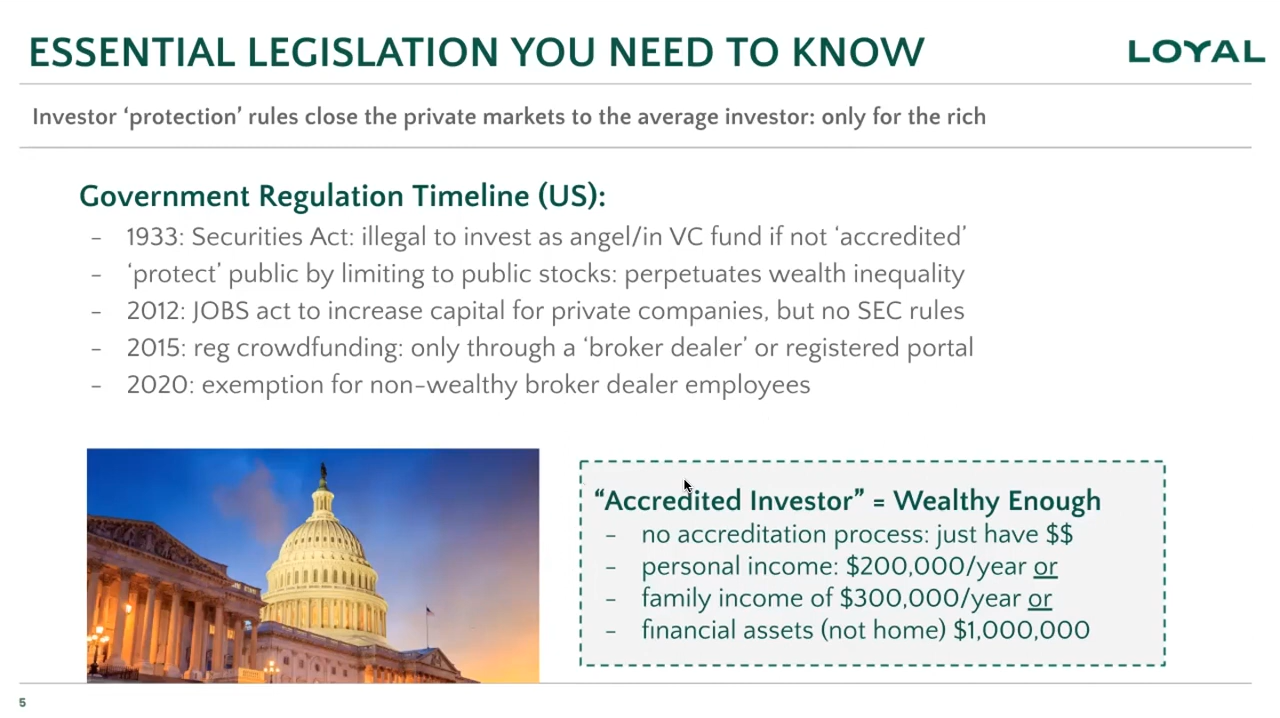 ESSENTIAL LEGISLATION YOU NEED TO KNOW
LOYAL
Investor ‘protection’ rules close the private markets to the average investor: only for the rich
Government Regulation Timeline (US):
– 1933: Securities Act: illegal to invest as angel/in VC fund if not ‘accredited’
– ‘protect’ public by limiting to public stocks: perpetuates wealth inequality
– 2012: JOBS act to increase capital for private companies, but no SEC rules
– 2015: reg crowdfunding: only through a ‘broker dealer’ or registered portal
– 2020: exemption for non-wealthy broker dealer employees
“Accredited Investor” = Wealthy Enough
– no accreditation process: just have $$
– personal income: $200,000/year or
– family income of $300,000/year or
– financial assets (not home) $1,000,000
5